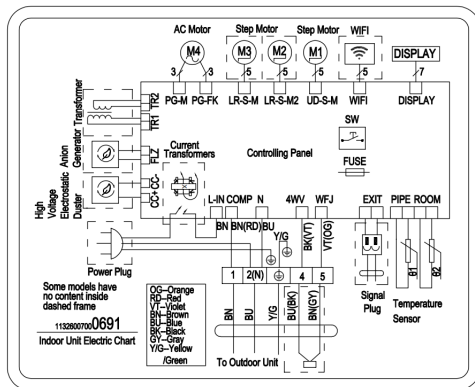 AC Motor Step Motor Step Motor WIFI
M4 M3 M2 M1 DISPLAY
3 3 5 5 5 5 7
PG-M PG-FK LR-S-M LR-S-M2 UD-S-M WIFI DISPLAY
Transformer
TR2
TR1
SW
Current
Transformers
Controlling Panel
Anion
Generator
FLZ
FUSE
High
Voltage
Electrostatic
Duster
CC-
CC+
L-IN COMP N 4WV WFJ EXIT PIPE ROOM
BN BN(RD) BU Y/G BK(VT) VT(OG)
Power Plug
1 2(N) 4 5
Signal
Plug
θ1 θ2
Temperature
Sensor
Some models have
no content inside
dashed frame
11326007000691
Indoor Unit Electric Chart
OG-Orange
RD-Red
VT-Violet
BN-Brown
BU-Blue
BK-Black
GY-Gray
Y/G-Yellow
/Green
BN BU Y/G BU(BK) BN(GY)
To Outdoor Unit